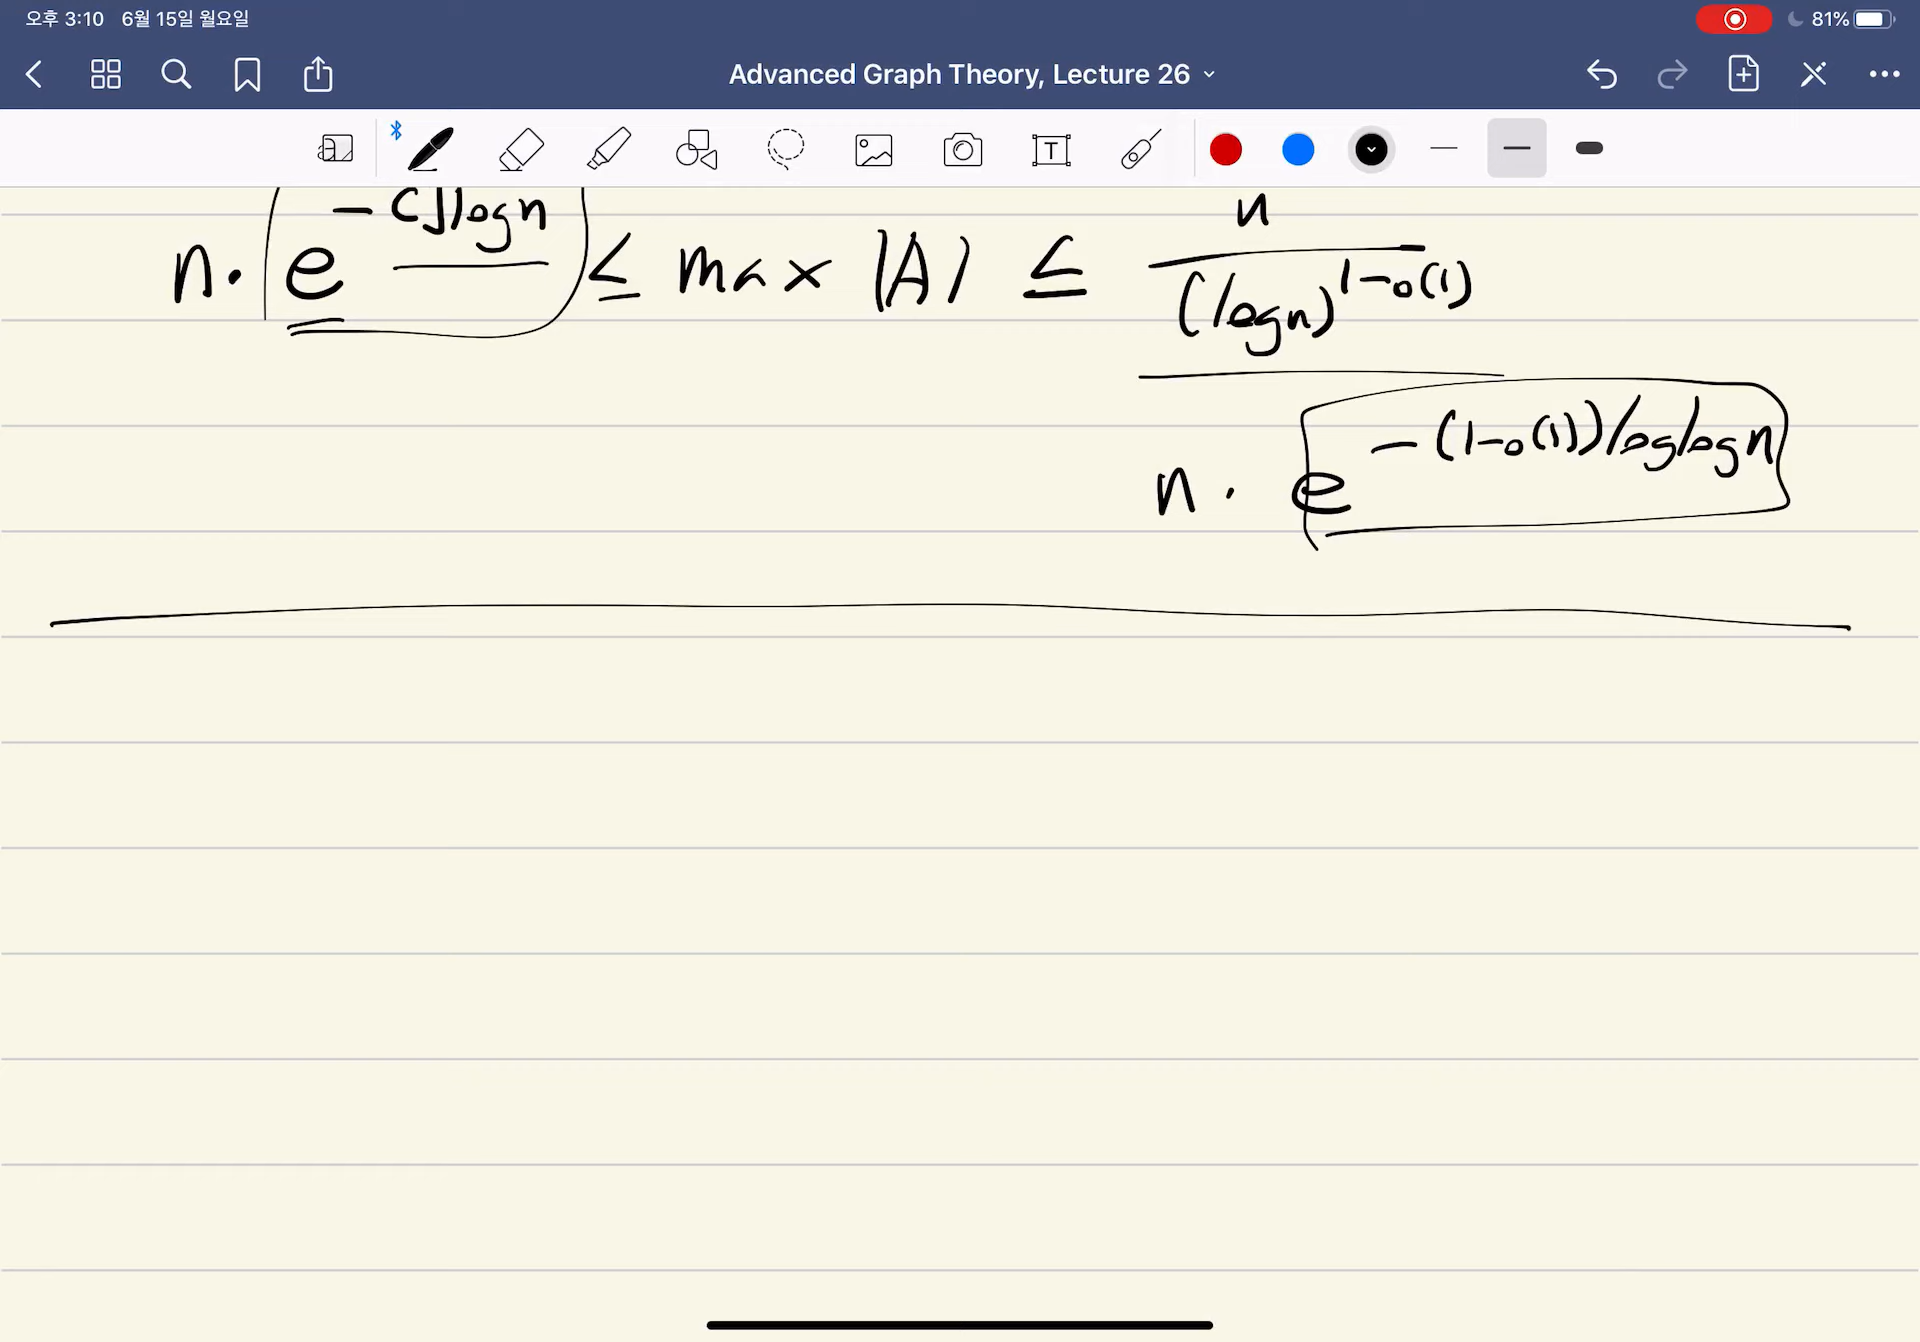 오후 3:10 6월 15일 월요일
81%
Advanced Graph Theory, Lecture 26
n · e^{-c√log n} ≤ max |A| ≤ n / (log n)^{1-o(1)}
n · e^{-(1-o(1)) log log n}